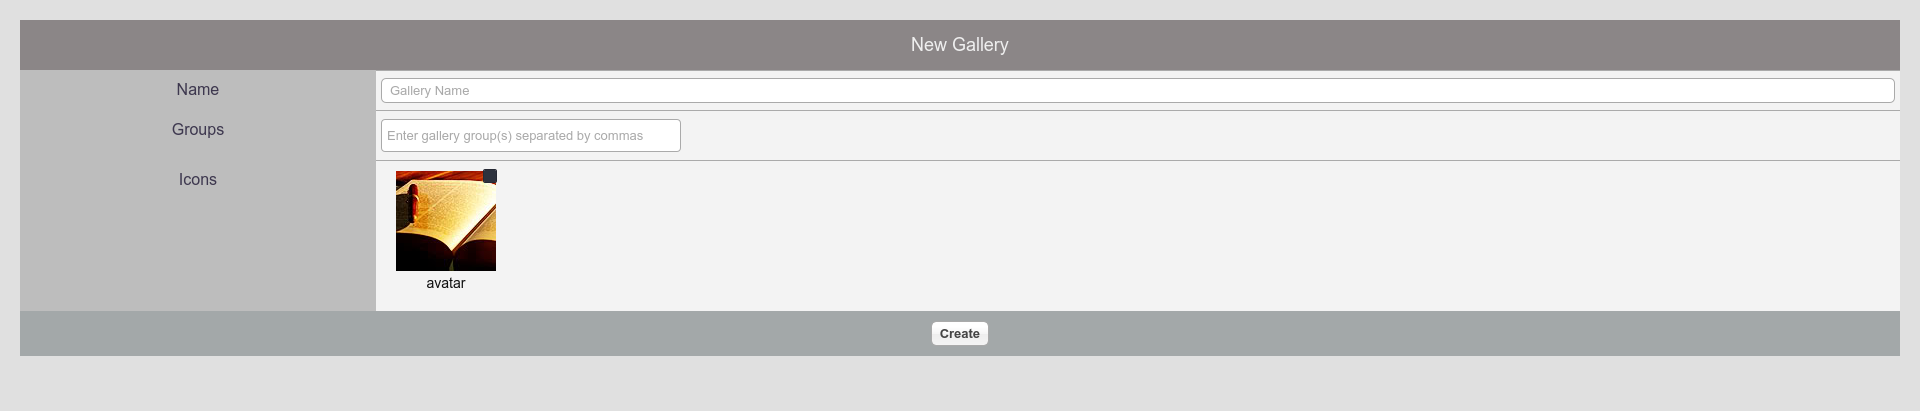 New Gallery
Name
Gallery Name
Groups
Enter gallery group(s) separated by commas
Icons
avatar
Create